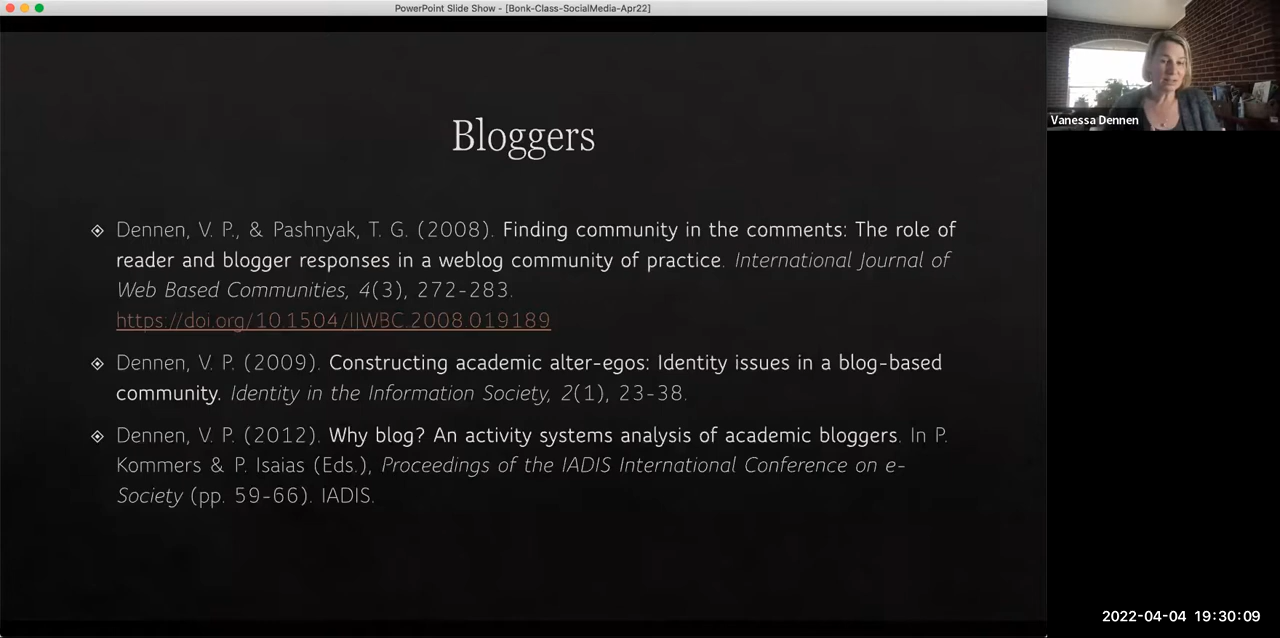 PowerPoint Slide Show - [Bonk-Class-SocialMedia-Apr22]
Vanessa Dennen
Bloggers
Dennen, V. P., & Pashnyak, T. G. (2008). Finding community in the comments: The role of
reader and blogger responses in a weblog community of practice. International Journal of
Web Based Communities, 4(3), 272-283.
https://doi.org/10.1504/IJWBC.2008.019189
Dennen, V. P. (2009). Constructing academic alter-egos: Identity issues in a blog-based
community. Identity in the Information Society, 2(1), 23-38.
Dennen, V. P. (2012). Why blog? An activity systems analysis of academic bloggers. In P.
Kommers & P. Isaias (Eds.), Proceedings of the IADIS International Conference on e-
Society (pp. 59-66). IADIS.
2022-04-04 19:30:09